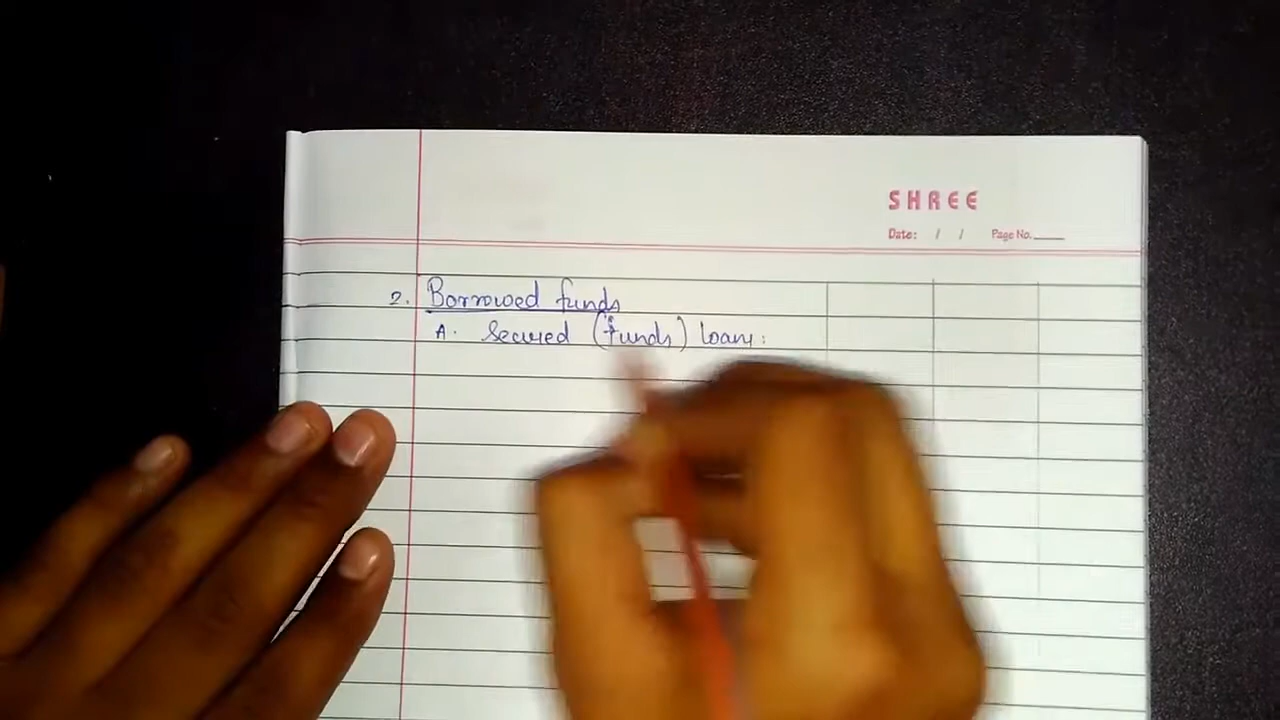 SHREE
Date: / / Page No.
2. Borrowed funds
A. Secured (funds) loans: